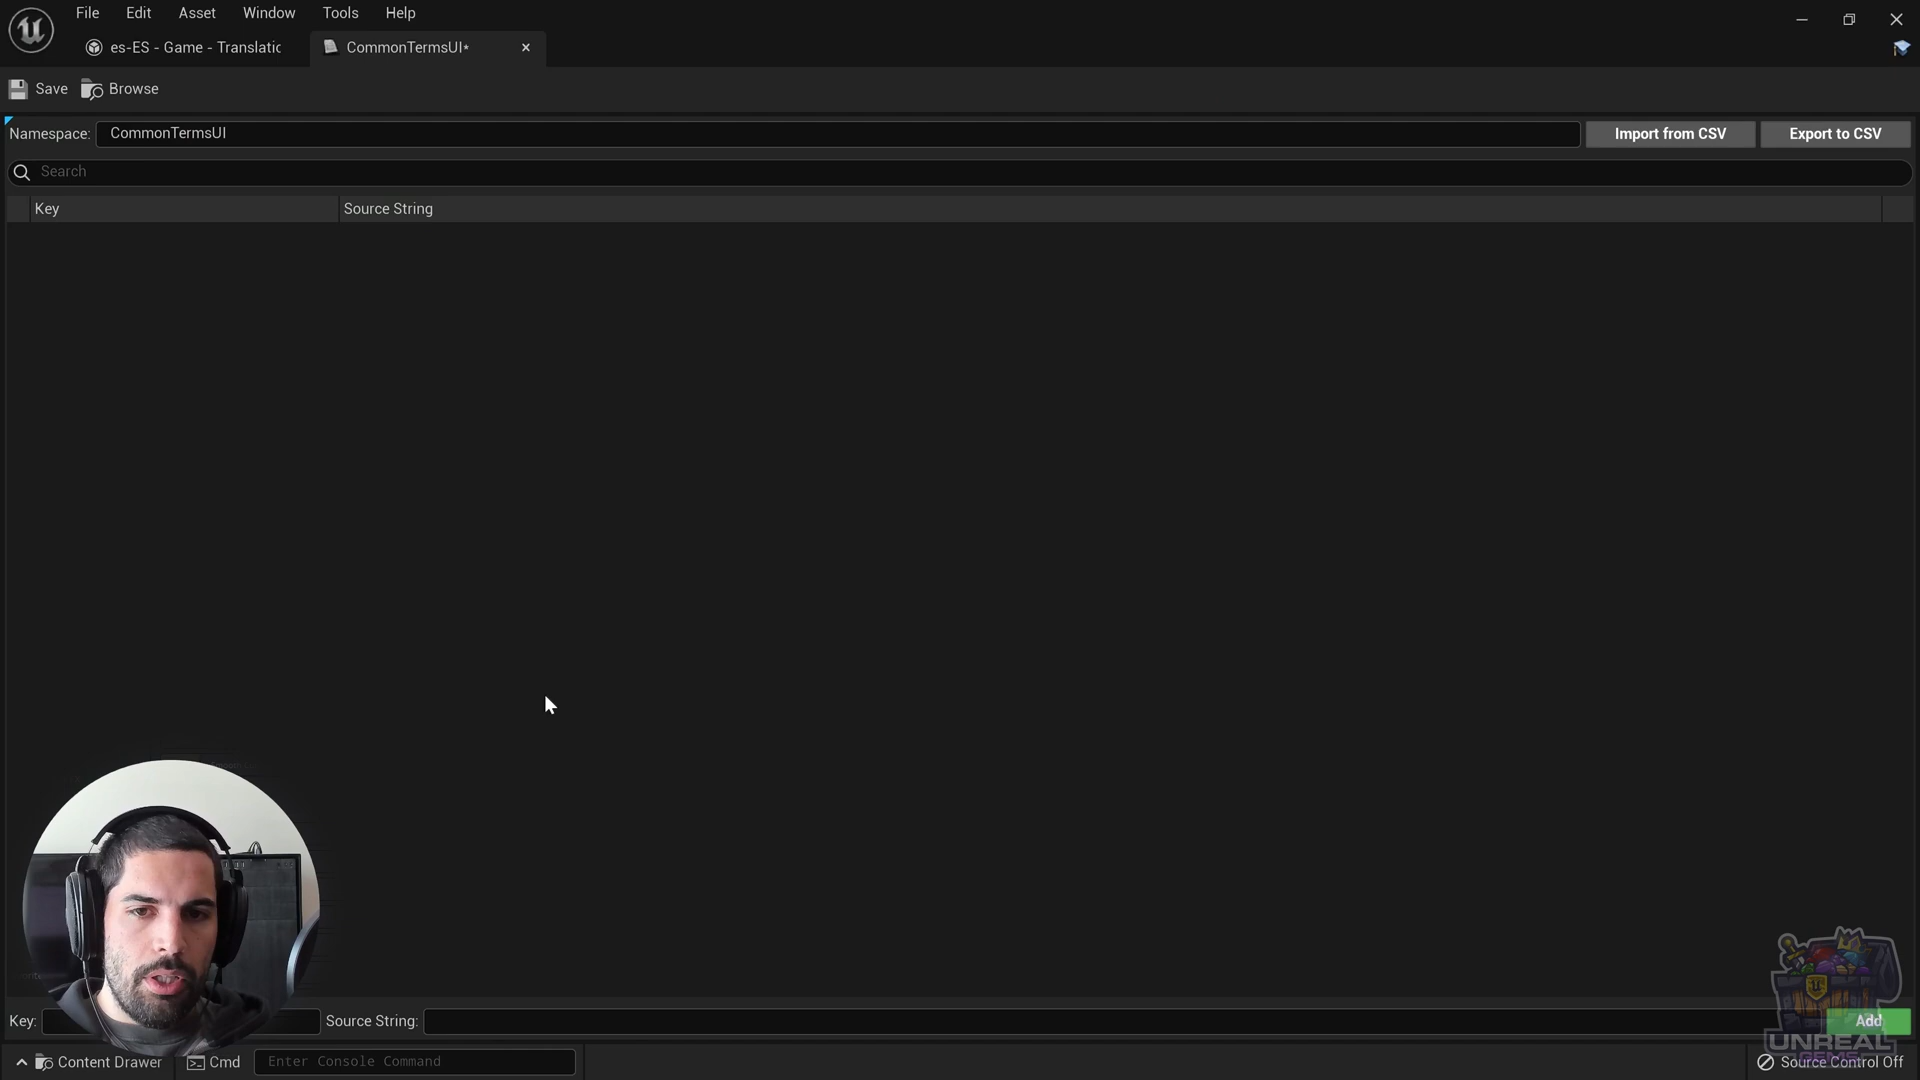 File Edit Asset Window Tools Help
es-ES - Game - Translatic
CommonTermsUI*
Save Browse
Namespace: CommonTermsUI Import from CSV Export to CSV
Search
Key Source String
Key: Source String: Add
UNREAL
GEMS
Content Drawer Cmd Enter Console Command Source Control Off